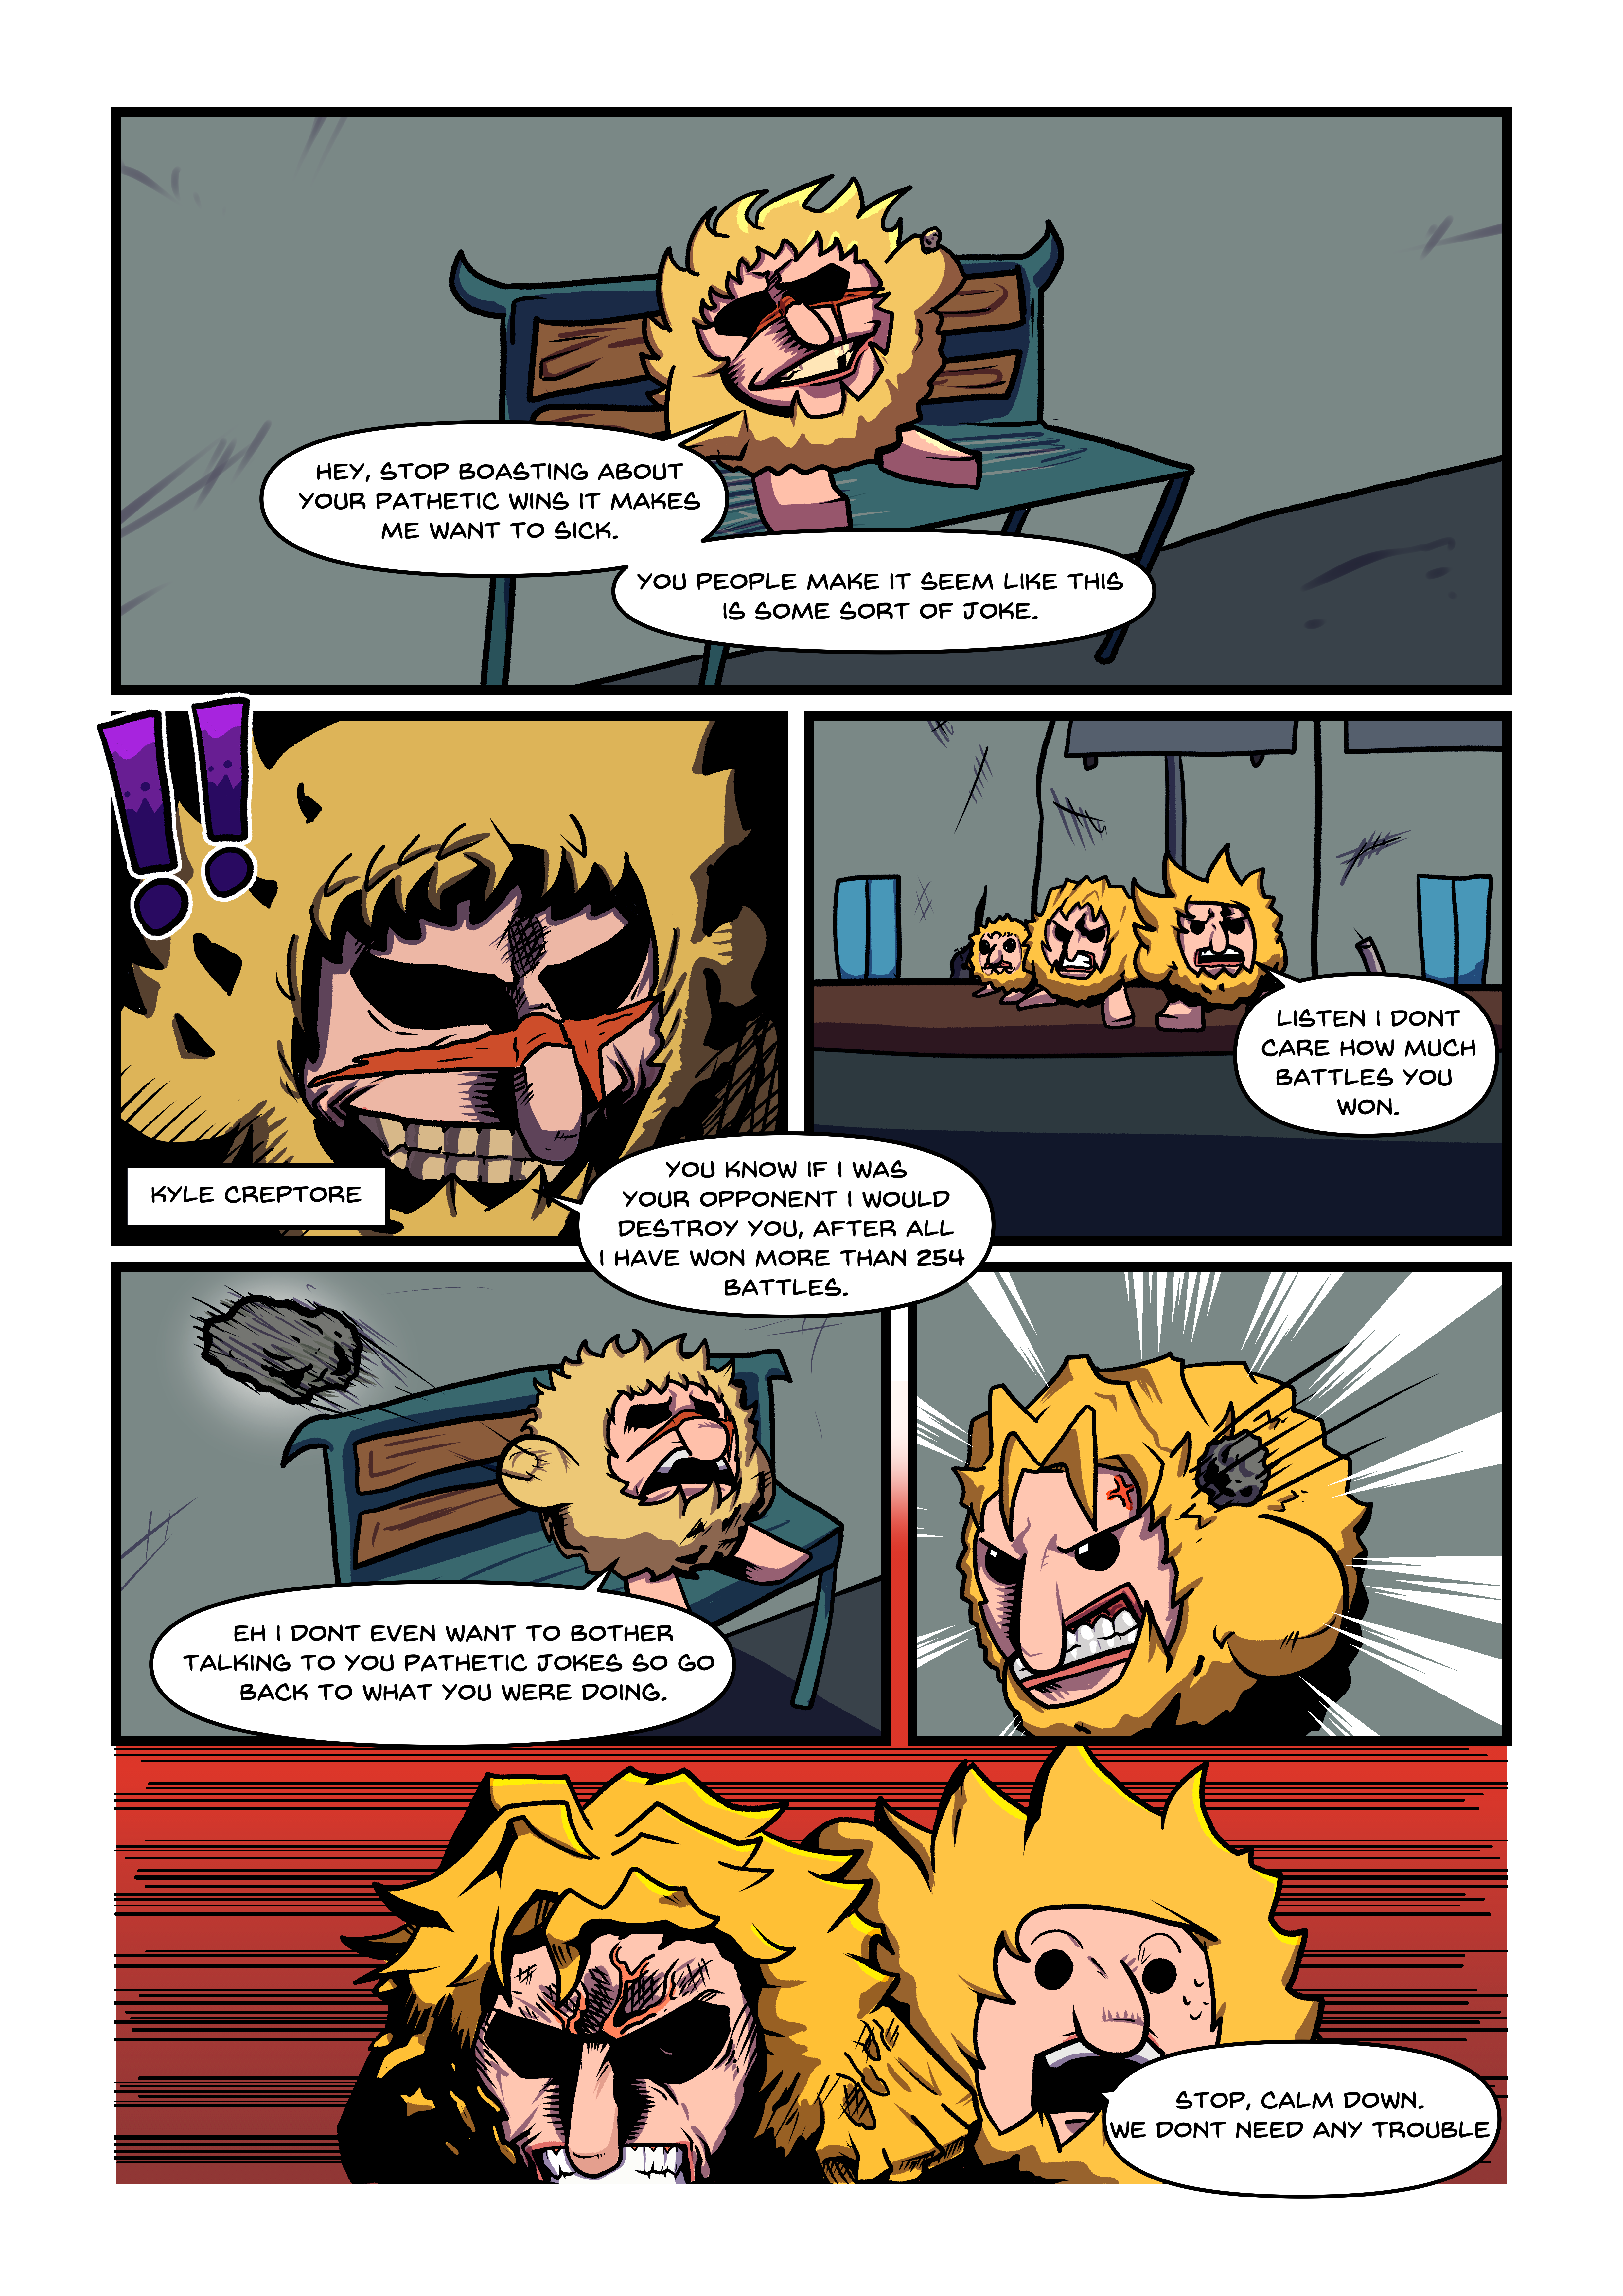 HEY, STOP BOASTING ABOUT
YOUR PATHETIC WINS IT MAKES
ME WANT TO SICK.
YOU PEOPLE MAKE IT SEEM LIKE THIS
IS SOME SORT OF JOKE.
!!
KYLE CREPTORE
LISTEN I DONT
CARE HOW MUCH
BATTLES YOU
WON.
YOU KNOW IF I WAS
YOUR OPPONENT I WOULD
DESTROY YOU, AFTER ALL
I HAVE WON MORE THAN 254
BATTLES.
EH I DONT EVEN WANT TO BOTHER
TALKING TO YOU PATHETIC JOKES SO GO
BACK TO WHAT YOU WERE DOING.
STOP, CALM DOWN.
WE DONT NEED ANY TROUBLE